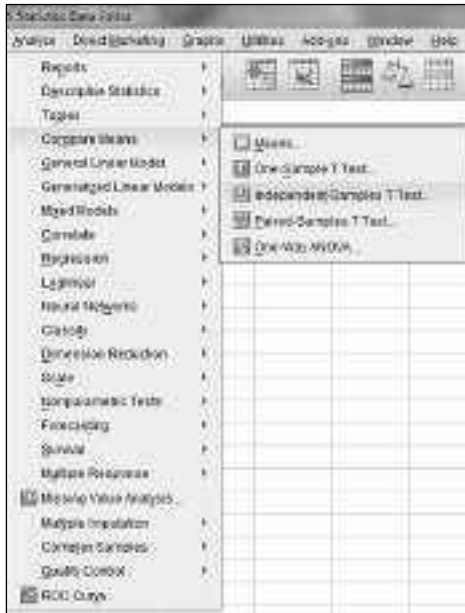 Statistics Data Editor
Analyze Direct Marketing Graphs Utilities Add-ons Window Help
Reports
Descriptive Statistics
Tables
Compare Means
General Linear Model
Generalized Linear Models
Mixed Models
Correlate
Regression
Loglinear
Neural Networks
Classify
Dimension Reduction
Scale
Nonparametric Tests
Forecasting
Survival
Multiple Response
Missing Value Analysis...
Multiple Imputation
Complex Samples
Quality Control
ROC Curve...
Means...
One-Sample T Test...
Independent-Samples T Test...
Paired-Samples T Test...
One-Way ANOVA...